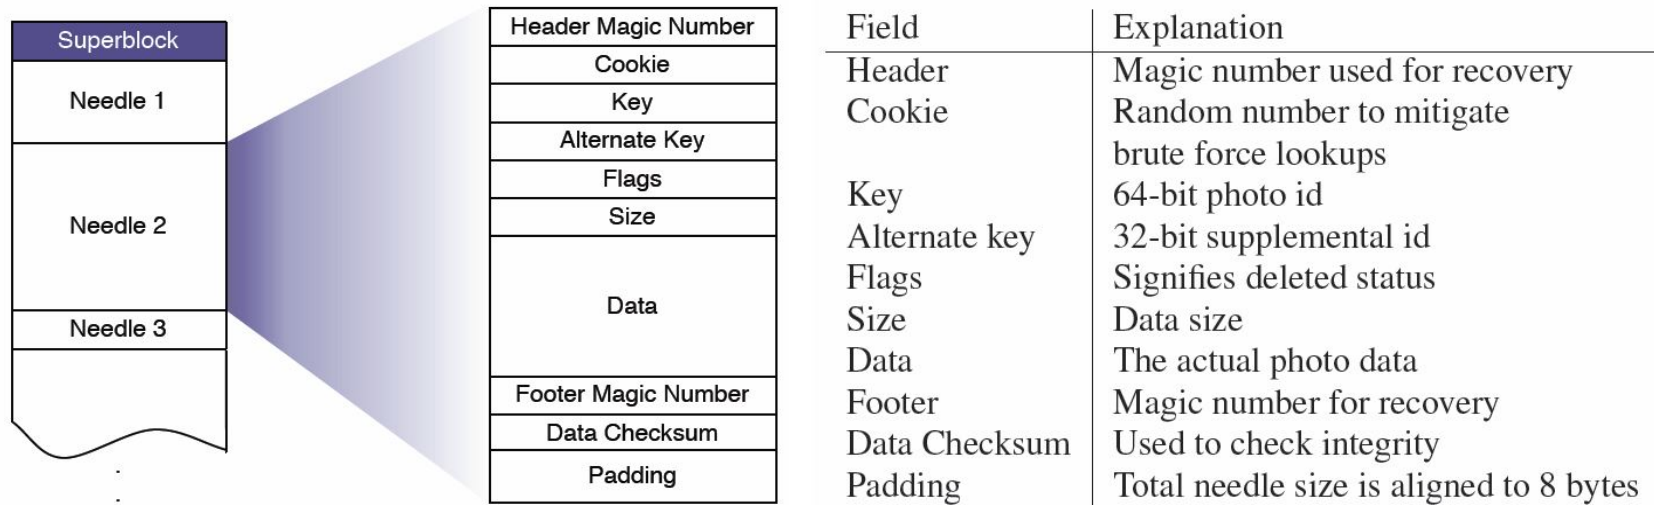 Superblock
Needle 1
Needle 2
Needle 3
.
.
Header Magic Number
Cookie
Key
Alternate Key
Flags
Size
Data
Footer Magic Number
Data Checksum
Padding
Field Explanation
Header Magic number used for recovery
Cookie Random number to mitigate
brute force lookups
Key 64-bit photo id
Alternate key 32-bit supplemental id
Flags Signifies deleted status
Size Data size
Data The actual photo data
Footer Magic number for recovery
Data Checksum Used to check integrity
Padding Total needle size is aligned to 8 bytes